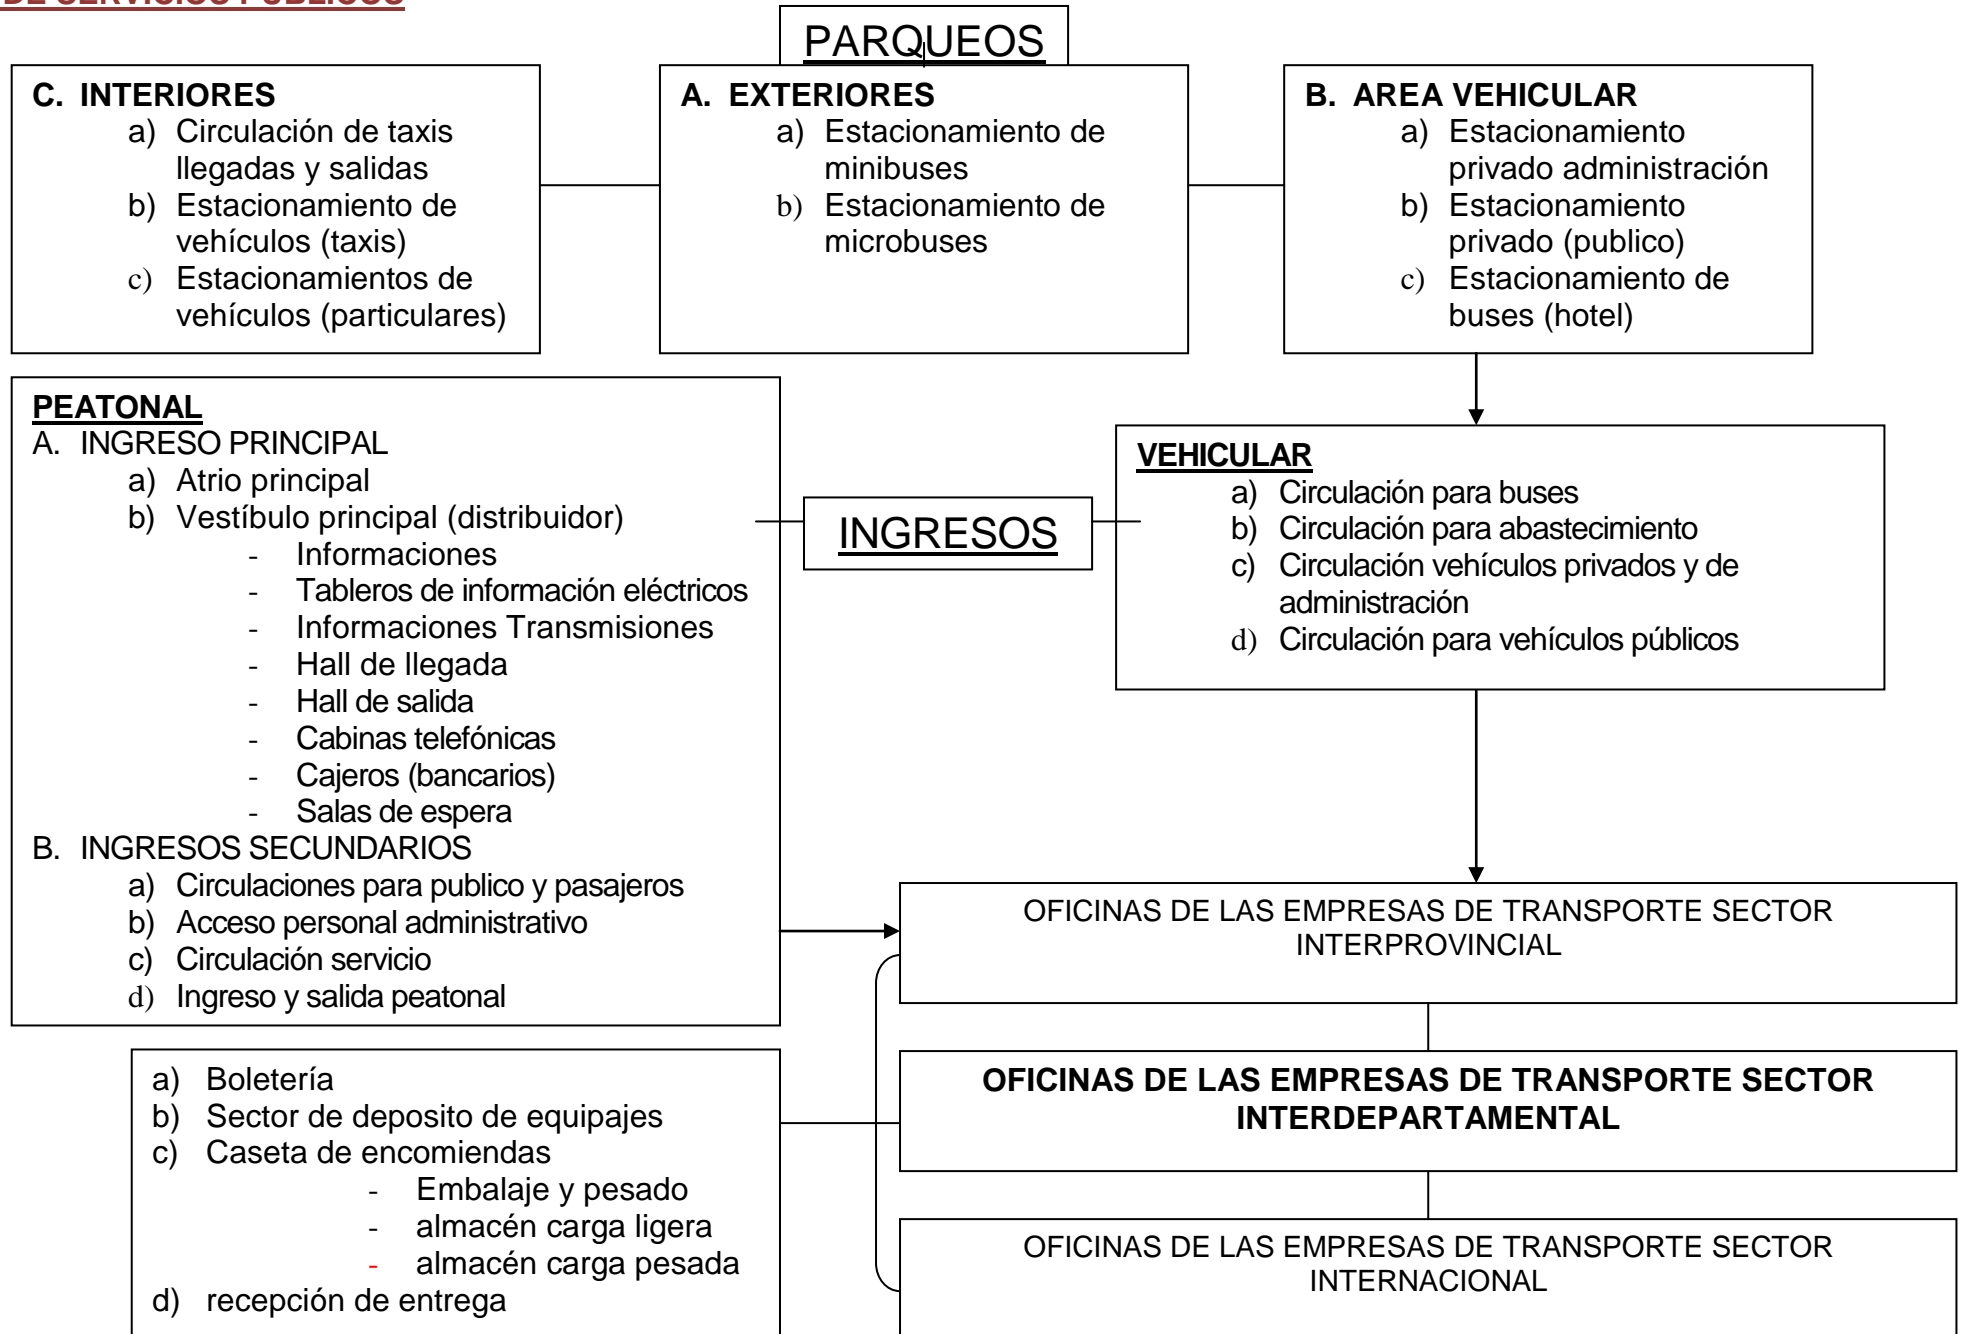 DE SERVICIOS PUBLICOS
PARQUEOS
C. INTERIORES
a) Circulación de taxis
llegadas y salidas
b) Estacionamiento de
vehículos (taxis)
c) Estacionamientos de
vehículos (particulares)
A. EXTERIORES
a) Estacionamiento de
minibuses
b) Estacionamiento de
microbuses
B. AREA VEHICULAR
a) Estacionamiento
privado administración
b) Estacionamiento
privado (publico)
c) Estacionamiento de
buses (hotel)
PEATONAL
A. INGRESO PRINCIPAL
a) Atrio principal
b) Vestíbulo principal (distribuidor)
- Informaciones
- Tableros de información eléctricos
- Informaciones Transmisiones
- Hall de llegada
- Hall de salida
- Cabinas telefónicas
- Cajeros (bancarios)
- Salas de espera
B. INGRESOS SECUNDARIOS
a) Circulaciones para publico y pasajeros
b) Acceso personal administrativo
c) Circulación servicio
d) Ingreso y salida peatonal
INGRESOS
VEHICULAR
a) Circulación para buses
b) Circulación para abastecimiento
c) Circulación vehículos privados y de
administración
d) Circulación para vehículos públicos
OFICINAS DE LAS EMPRESAS DE TRANSPORTE SECTOR
INTERPROVINCIAL
a) Boletería
b) Sector de deposito de equipajes
c) Caseta de encomiendas
- Embalaje y pesado
- almacén carga ligera
- almacén carga pesada
d) recepción de entrega
OFICINAS DE LAS EMPRESAS DE TRANSPORTE SECTOR
INTERDEPARTAMENTAL
OFICINAS DE LAS EMPRESAS DE TRANSPORTE SECTOR
INTERNACIONAL